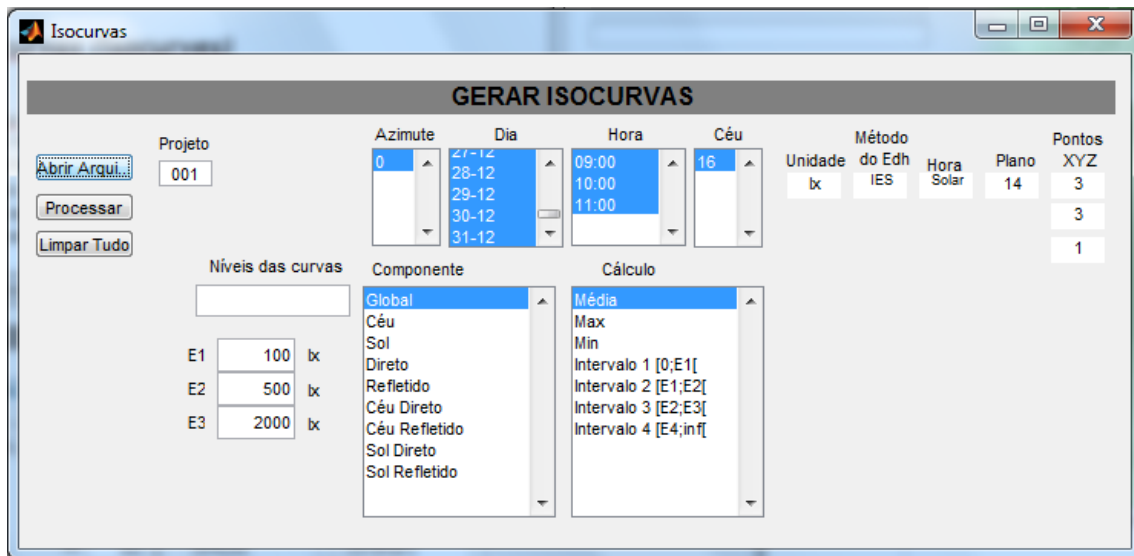 Isocurvas
GERAR ISOCURVAS
Abrir Arqui...
Processar
Limpar Tudo
Projeto
001
Azimute
0
Dia
27-12
28-12
29-12
30-12
31-12
Hora
09:00
10:00
11:00
Céu
16
Unidade
lx
Método
do Edh
IES
Hora
Solar
Plano
14
Pontos
XYZ
3
3
1
Níveis das curvas
E1 100 lx
E2 500 lx
E3 2000 lx
Componente
Global
Céu
Sol
Direto
Refletido
Céu Direto
Céu Refletido
Sol Direto
Sol Refletido
Cálculo
Média
Max
Min
Intervalo 1 [0;E1[
Intervalo 2 [E1;E2[
Intervalo 3 [E2;E3[
Intervalo 4 [E4;inf[